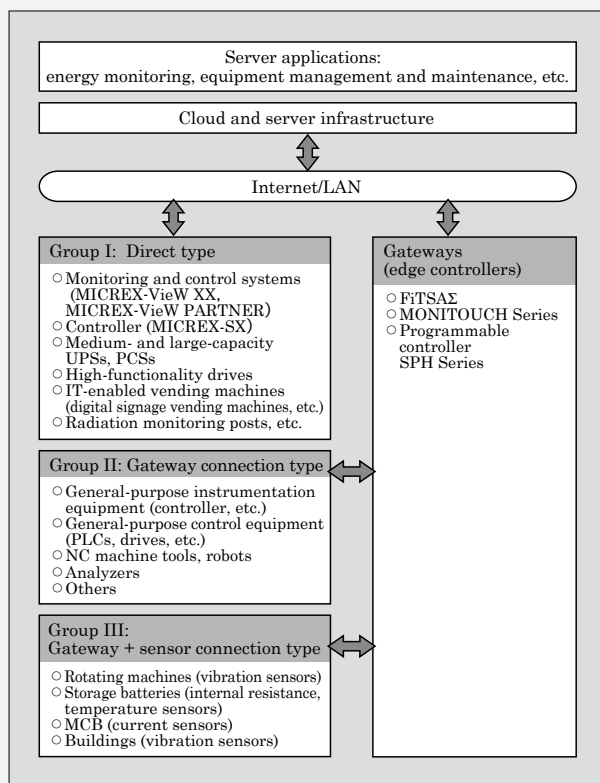 Server applications:
energy monitoring, equipment management and maintenance, etc.
Cloud and server infrastructure
Internet/LAN
Group I: Direct type
○ Monitoring and control systems
(MICREX-VieW XX,
MICREX-VieW PARTNER)
○ Controller (MICREX-SX)
○ Medium- and large-capacity
UPSs, PCSs
○ High-functionality drives
○ IT-enabled vending machines
(digital signage vending machines, etc.)
○ Radiation monitoring posts, etc.
Gateways
(edge controllers)
○ FiTSAΣ
○ MONITOUCH Series
○ Programmable
controller
SPH Series
Group II: Gateway connection type
○ General-purpose instrumentation
equipment (controller, etc.)
○ General-purpose control equipment
(PLCs, drives, etc.)
○ NC machine tools, robots
○ Analyzers
○ Others
Group III:
Gateway + sensor connection type
○ Rotating machines (vibration sensors)
○ Storage batteries (internal resistance,
temperature sensors)
○ MCB (current sensors)
○ Buildings (vibration sensors)